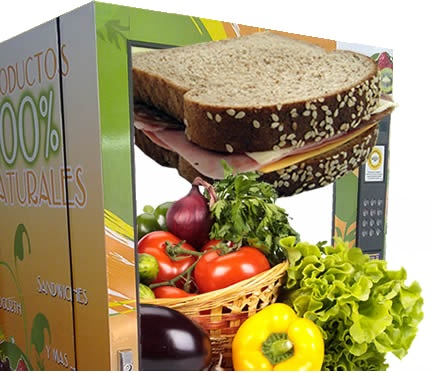 ODUCTOS
00%
ATURALES
SANDWICHES
Y MAS...